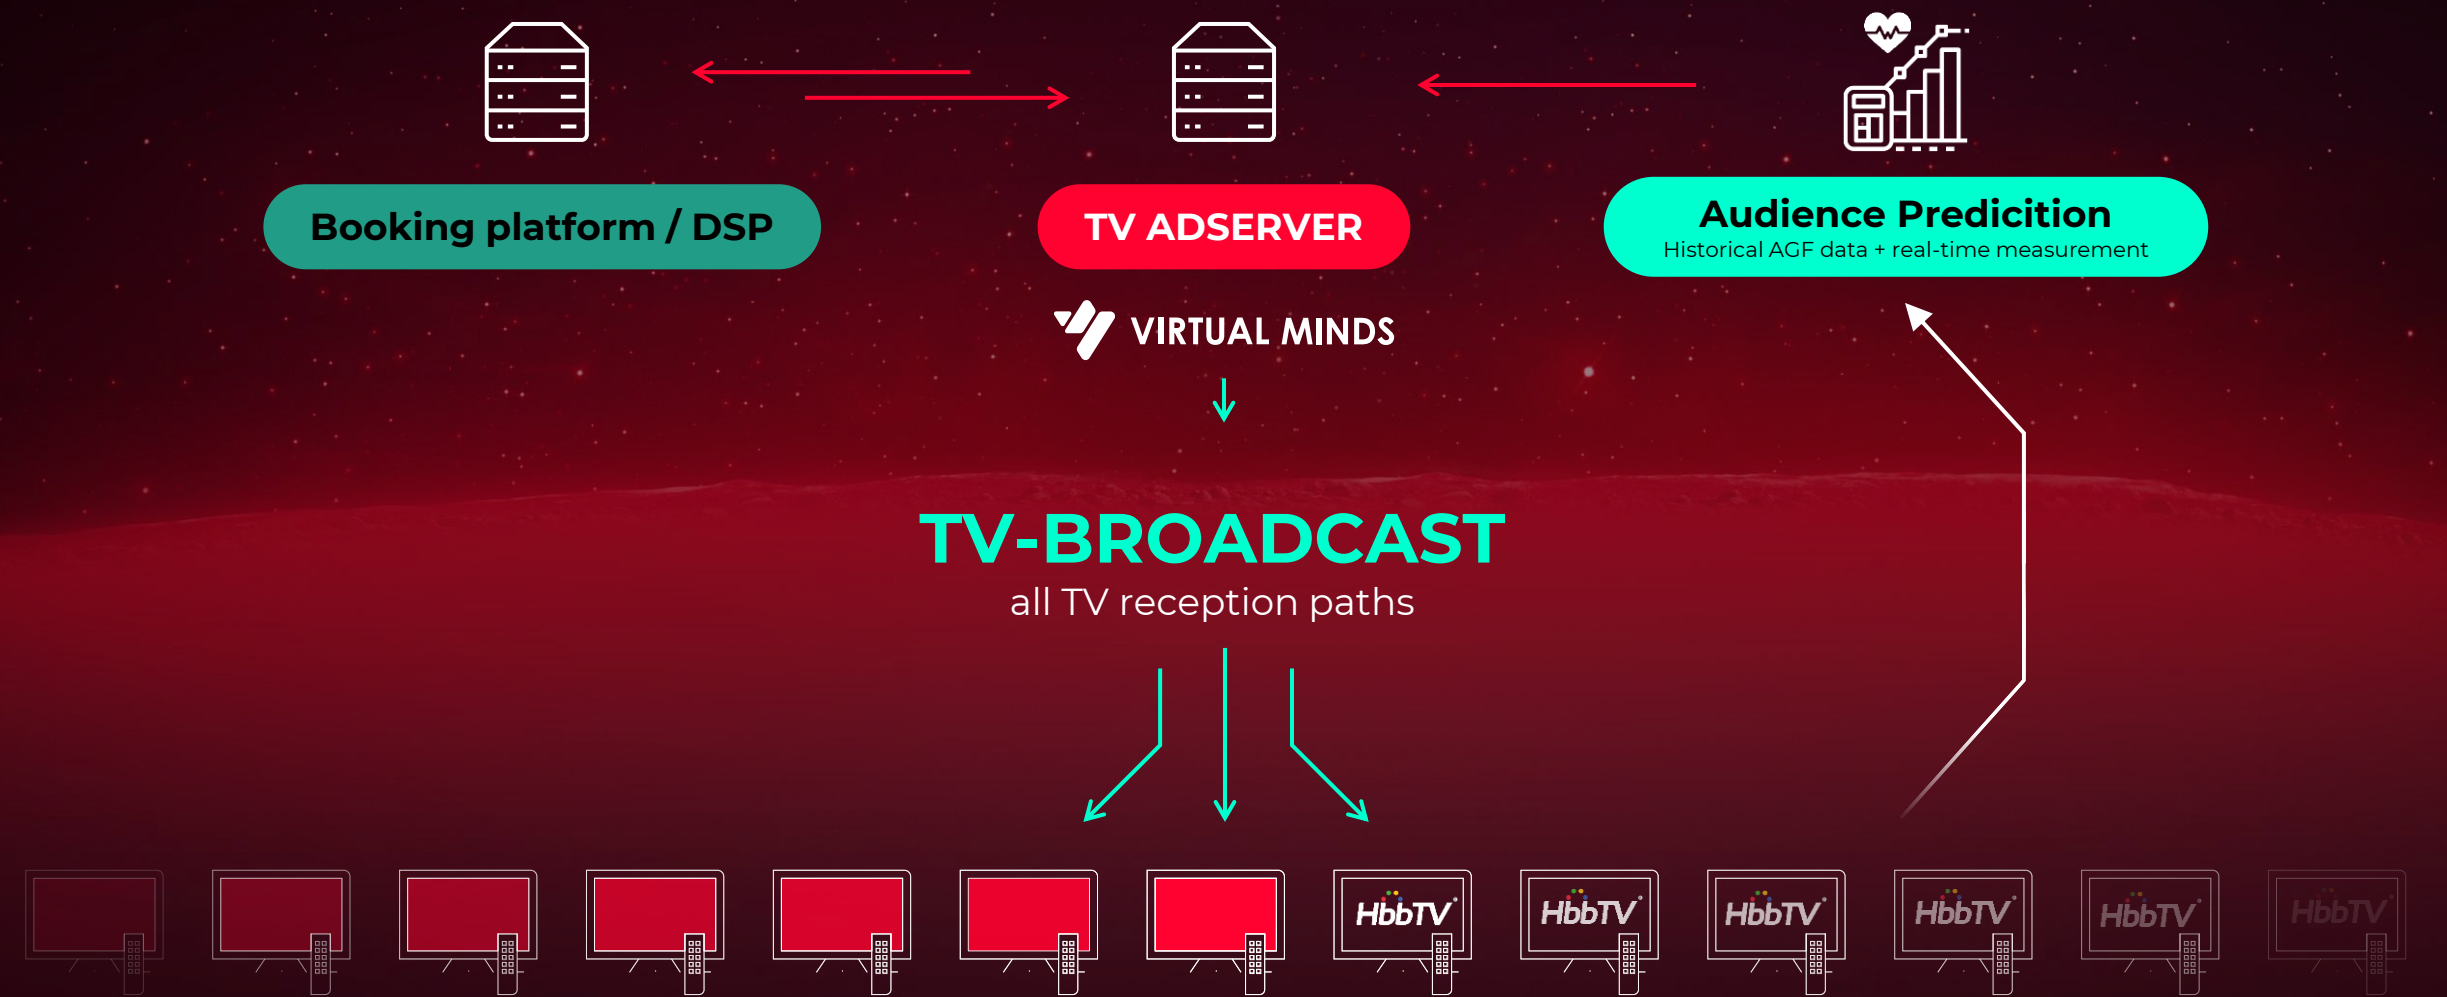 Booking platform / DSP
TV ADSERVER
Audience Predicition
Historical AGF data + real-time measurement
VIRTUAL MINDS
TV-BROADCAST
all TV reception paths
HbbTV
HbbTV
HbbTV
HbbTV
HbbTV
HbbTV